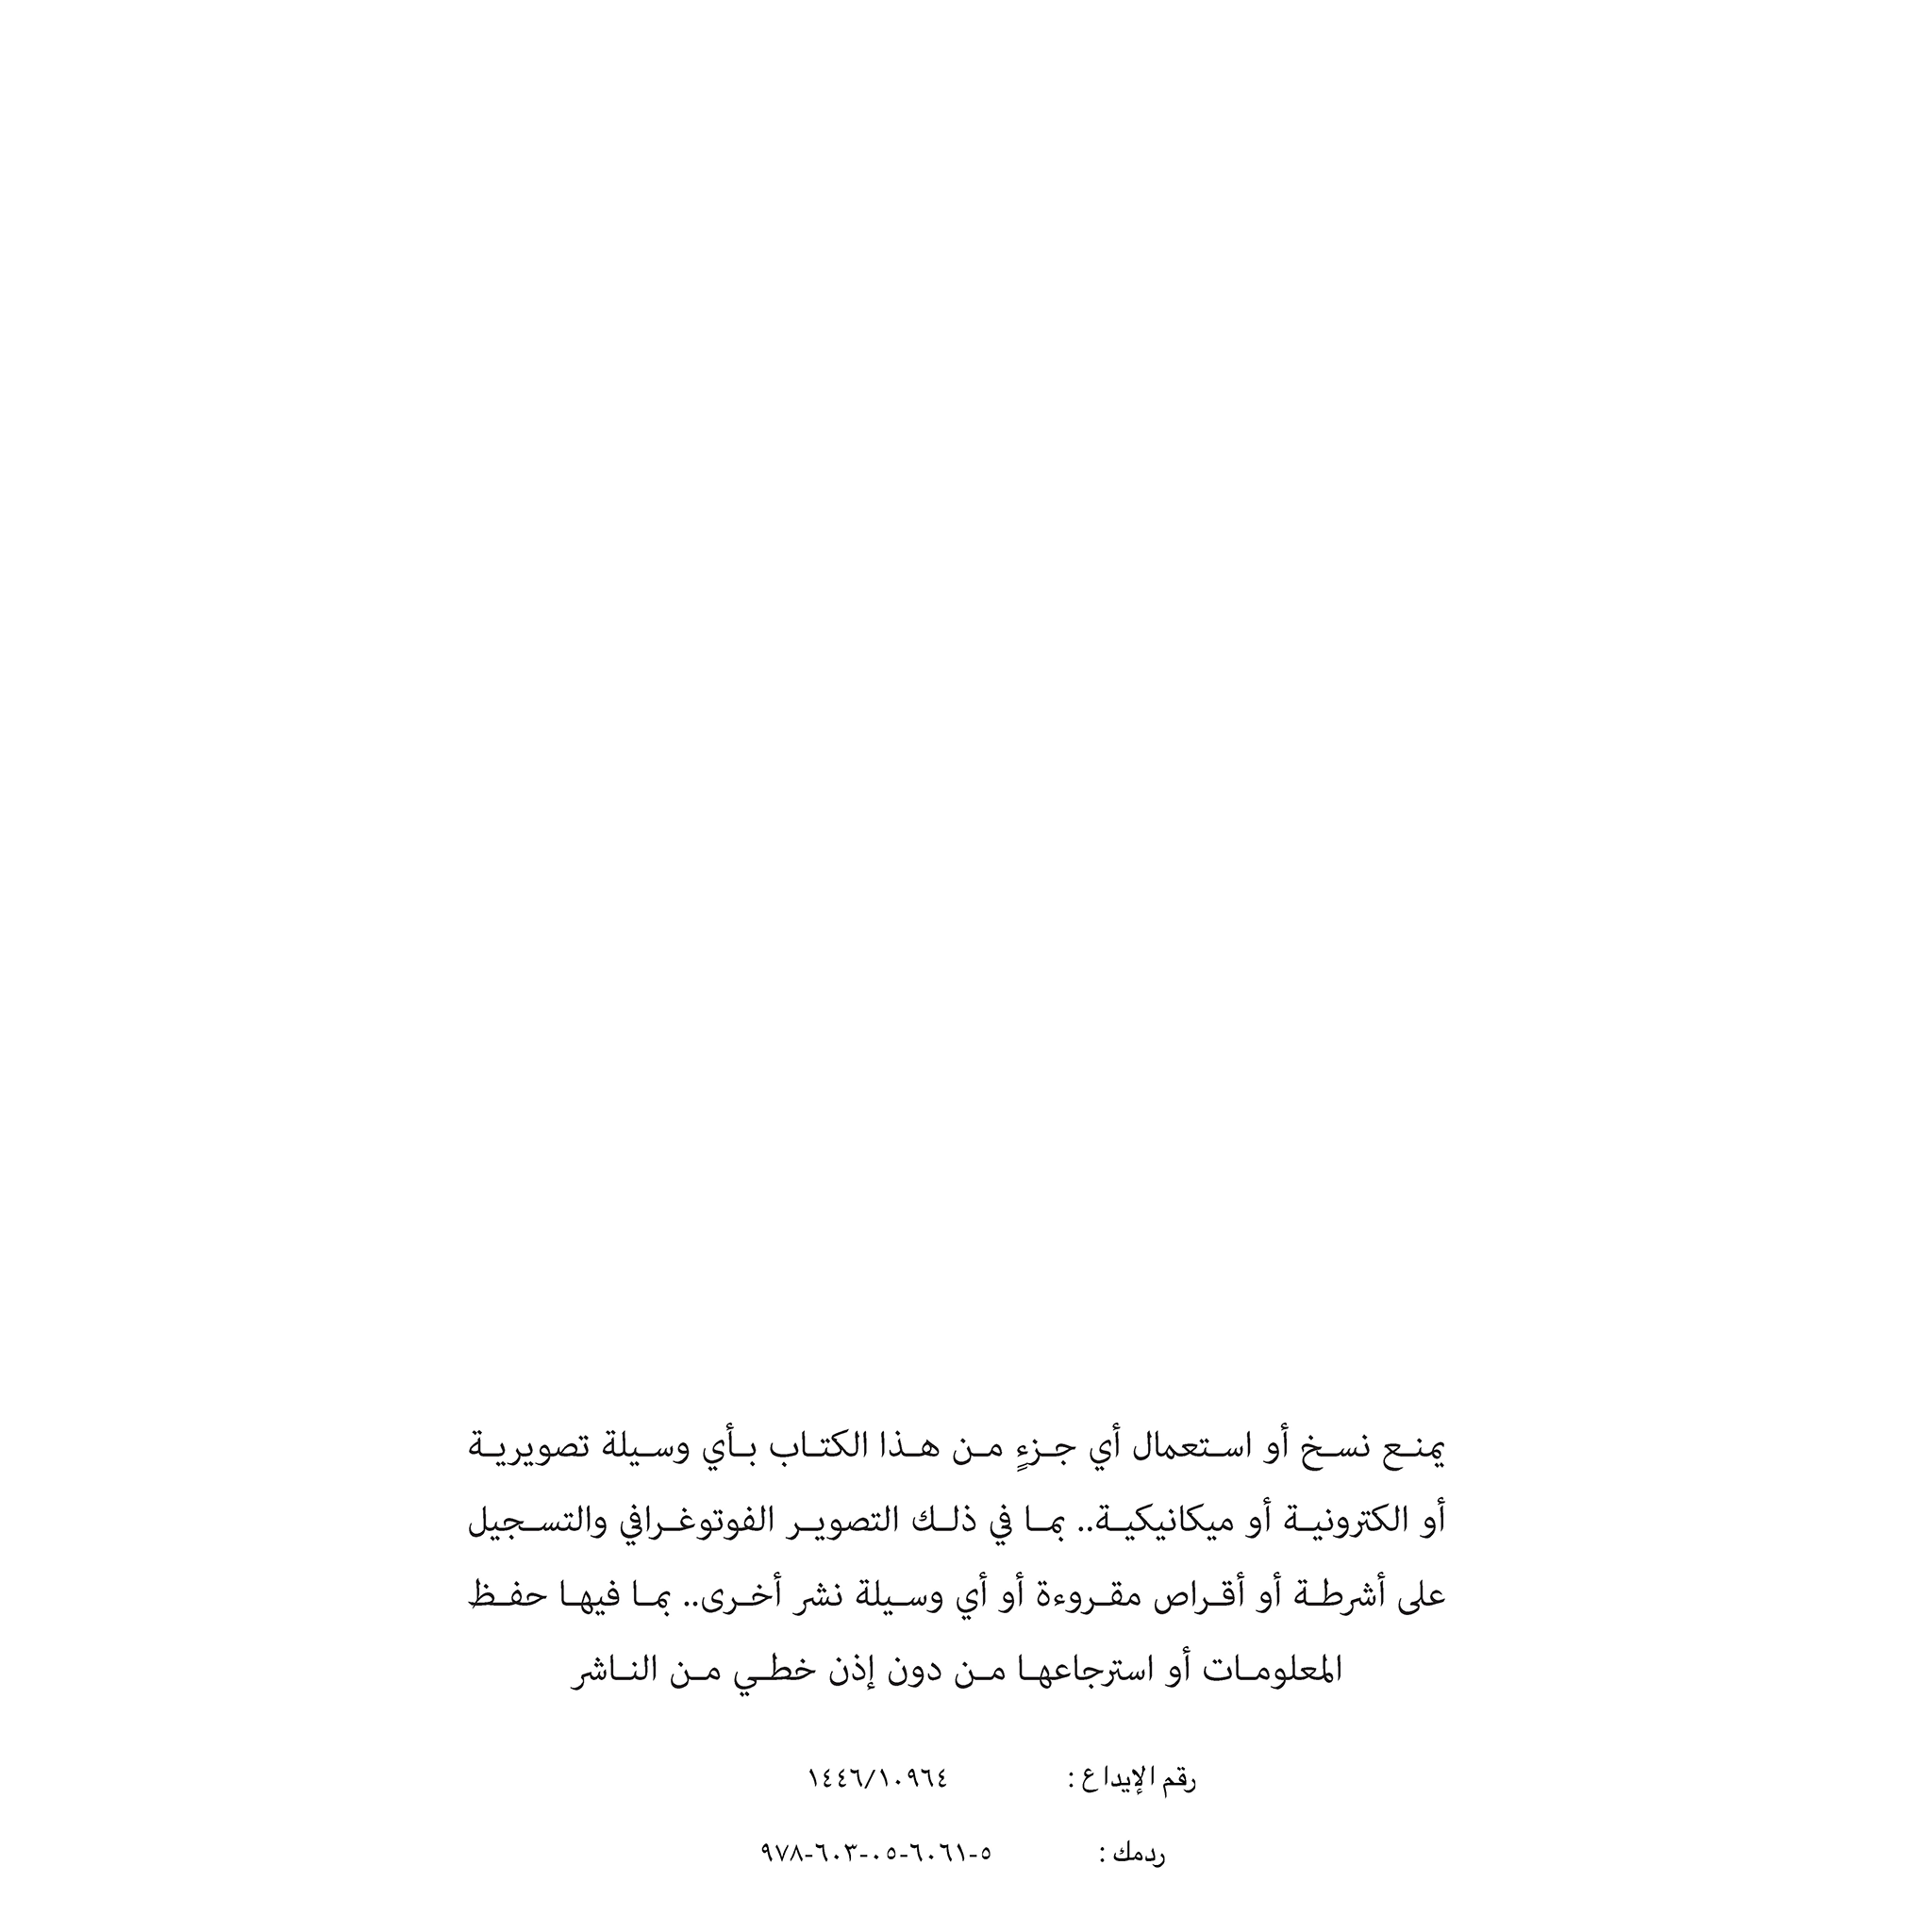 يمنع نسخ أو استعمال أي جزءٍ من هذا الكتاب بأي وسيلة تصويرية
أو الكترونية أو ميكانيكية.. بما في ذلك التصوير الفوتوغرافي والتسجيل
على أشرطة أو أقراص مقروءة أو أي وسيلة نشر أخرى.. بما فيها حفظ
المعلومات أو استرجاعها من دون إذن خطي من الناشر
رقم الإيداع : ١٤٤٦/١٠٩٦٤
ردمك : ٩٧٨-٦٠٣-٠٥-٦٠٦١-٥